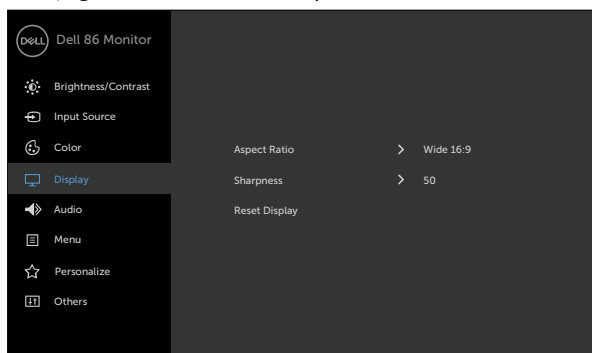 DELL
Dell 86 Monitor
Brightness/Contrast
Input Source
Color
Display
Audio
Menu
Personalize
Others
Aspect Ratio > Wide 16:9
Sharpness > 50
Reset Display